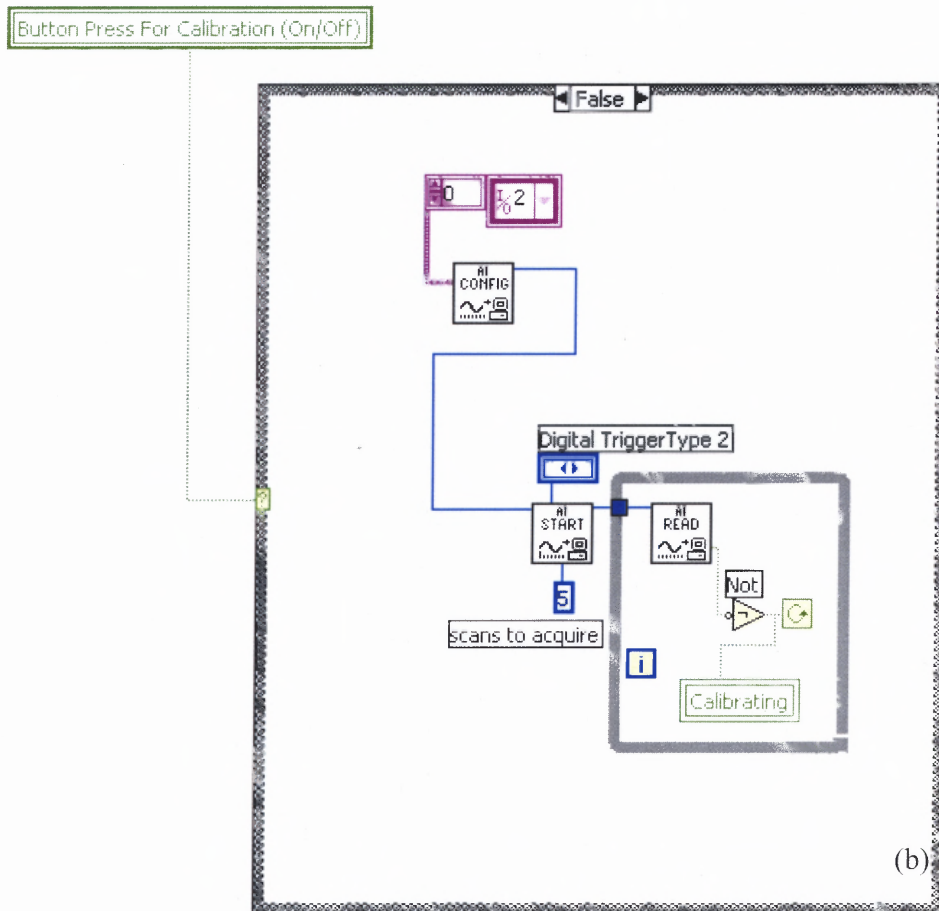 Button Press For Calibration (On/Off)
False
0
I/O 2
AI
CONFIG
Digital TriggerType 2
AI
START
AI
READ
5
scans to acquire
Not
i
Calibrating
?
(b)